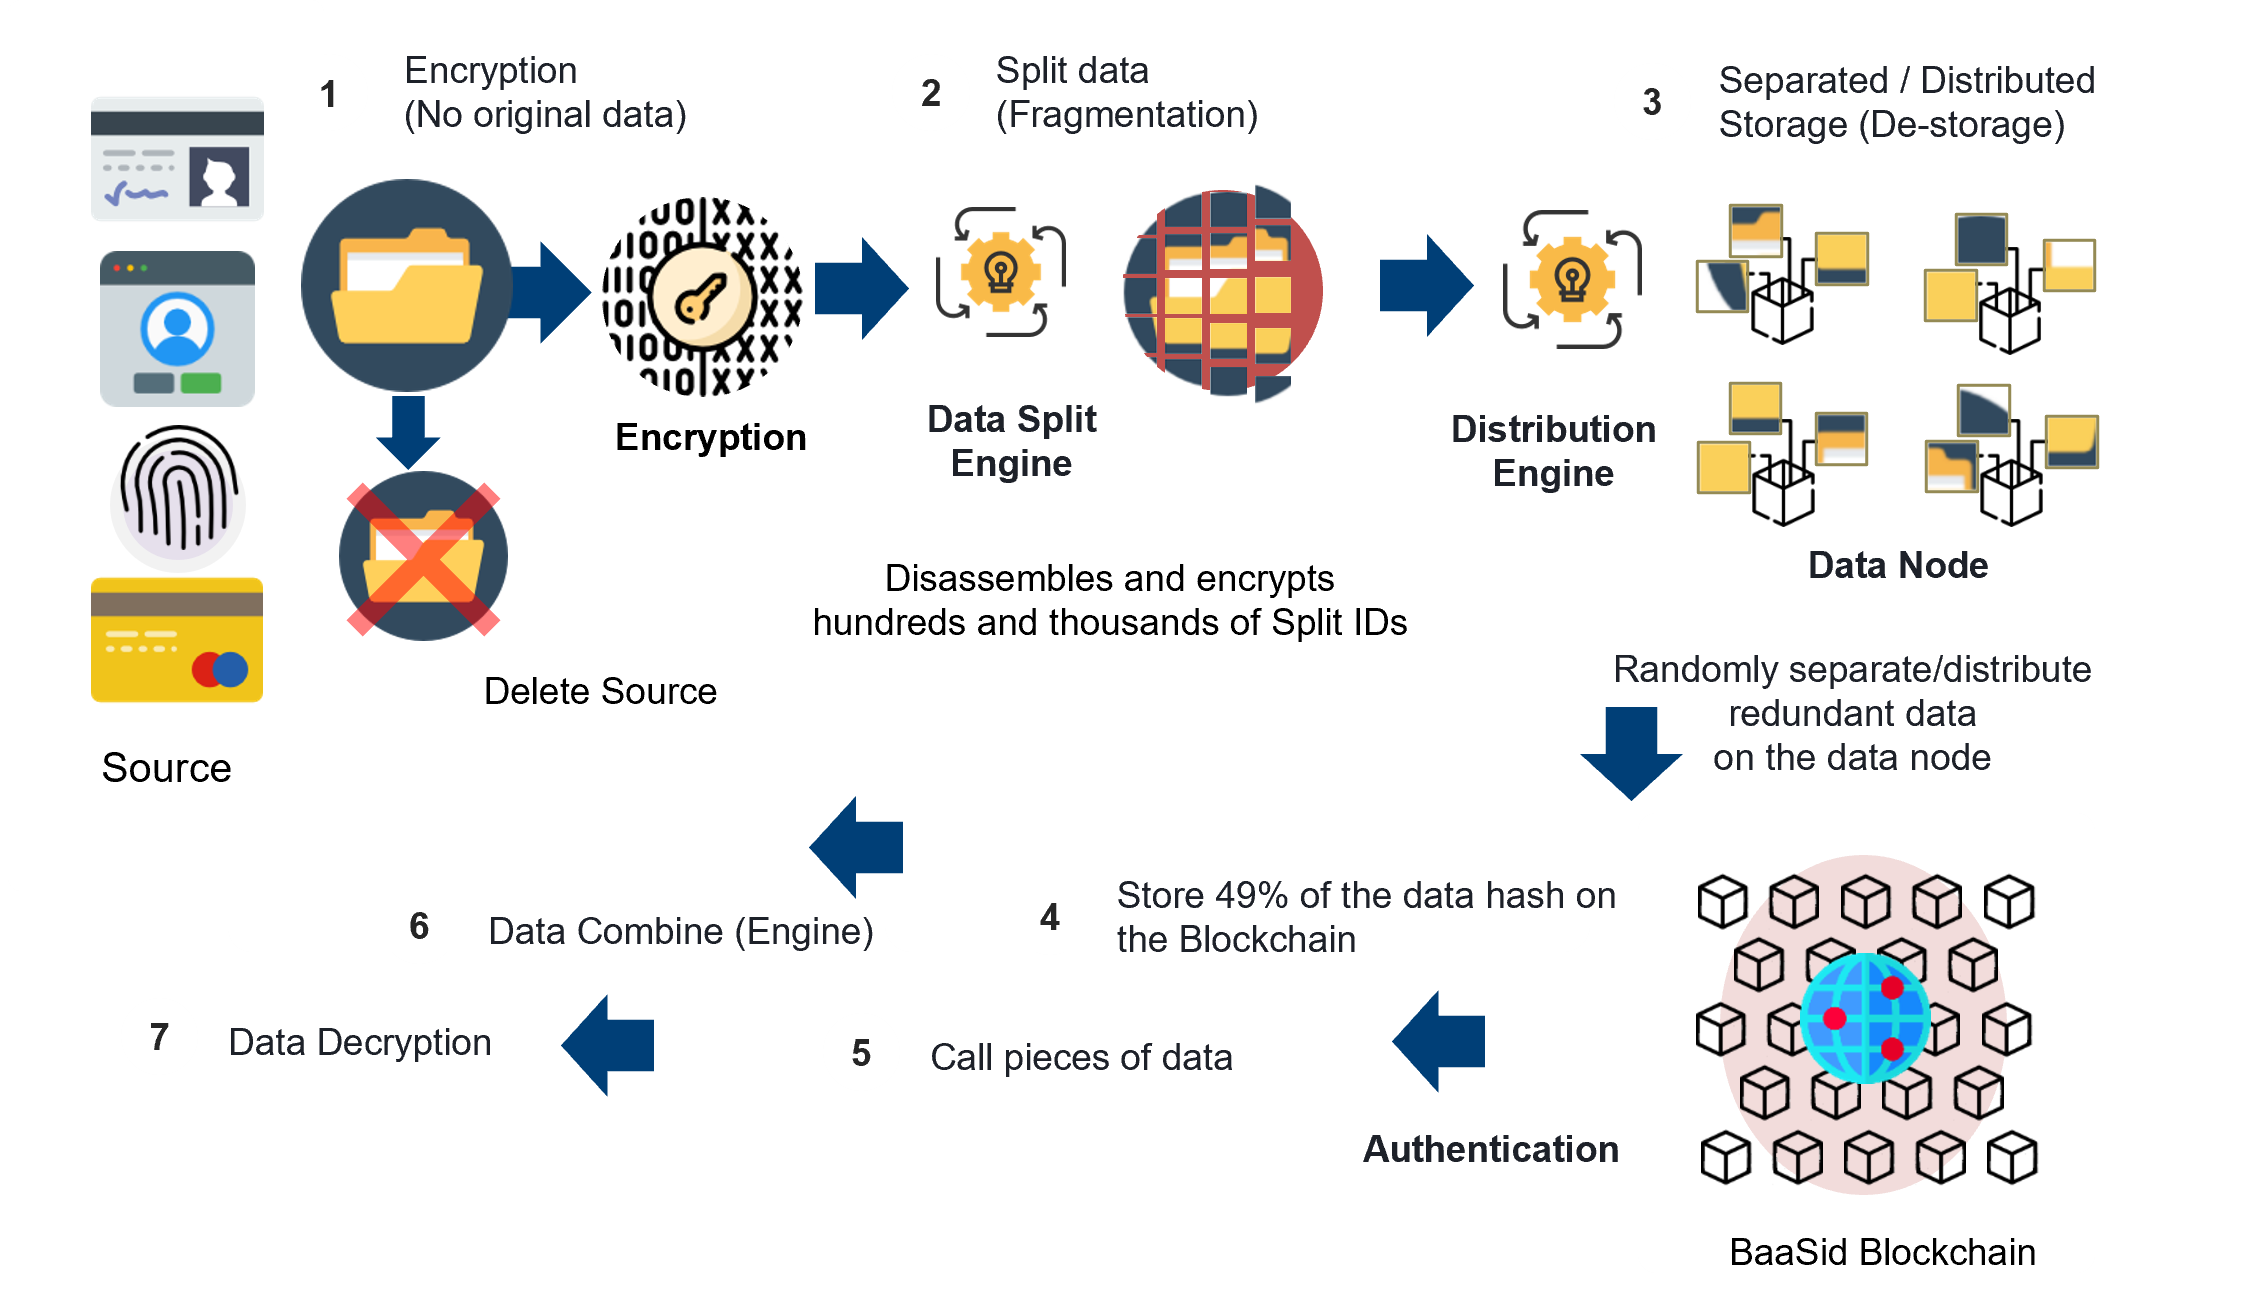 1
Encryption
(No original data)
2
Split data
(Fragmentation)
3
Separated / Distributed
Storage (De-storage)
Encryption
Data Split
Engine
Distribution
Engine
Data Node
Disassembles and encrypts
hundreds and thousands of Split IDs
Delete Source
Source
Randomly separate/distribute
redundant data
on the data node
4
Store 49% of the data hash on
the Blockchain
6
Data Combine (Engine)
7
Data Decryption
5
Call pieces of data
Authentication
BaaSid Blockchain